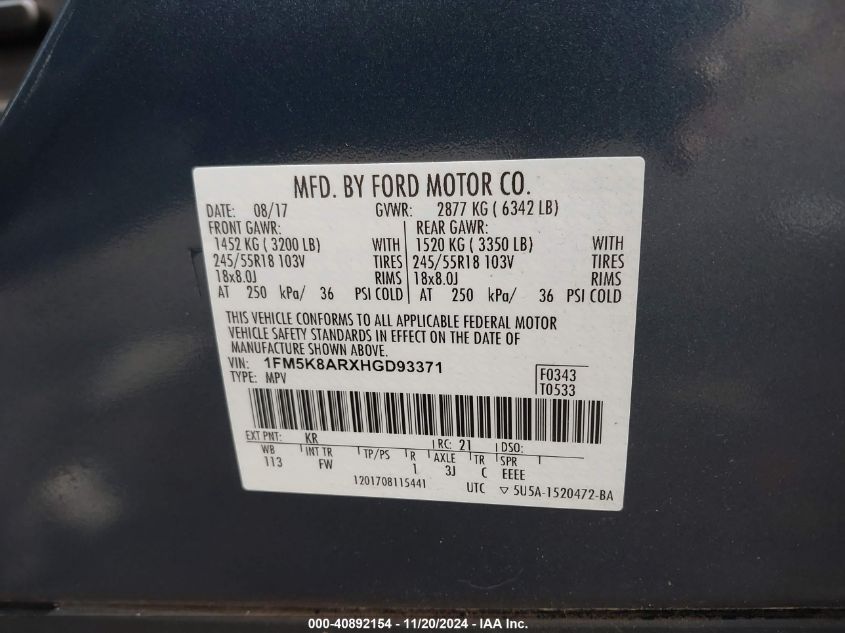 MFD. BY FORD MOTOR CO.
DATE: 08/17 GVWR: 2877 KG ( 6342 LB)
FRONT GAWR: REAR GAWR:
1452 KG ( 3200 LB) WITH 1520 KG ( 3350 LB) WITH
245/55R18 103V TIRES 245/55R18 103V TIRES
18x8.0J RIMS 18x8.0J RIMS
AT 250 kPa/ 36 PSI COLD AT 250 kPa/ 36 PSI COLD
THIS VEHICLE CONFORMS TO ALL APPLICABLE FEDERAL MOTOR
VEHICLE SAFETY STANDARDS IN EFFECT ON THE DATE OF
MANUFACTURE SHOWN ABOVE.
VIN: 1FM5K8ARXHGD93371 F0343
TYPE: MPV T0533
EXT PNT: KR RC: 21 DSO:
WB INT TR TP/PS R AXLE TR SPR
113 FW 1 3J C EEEE
1201708115441 UTC ▽ 5U5A-1520472-BA
000-40892154 - 11/20/2024 - IAA Inc.